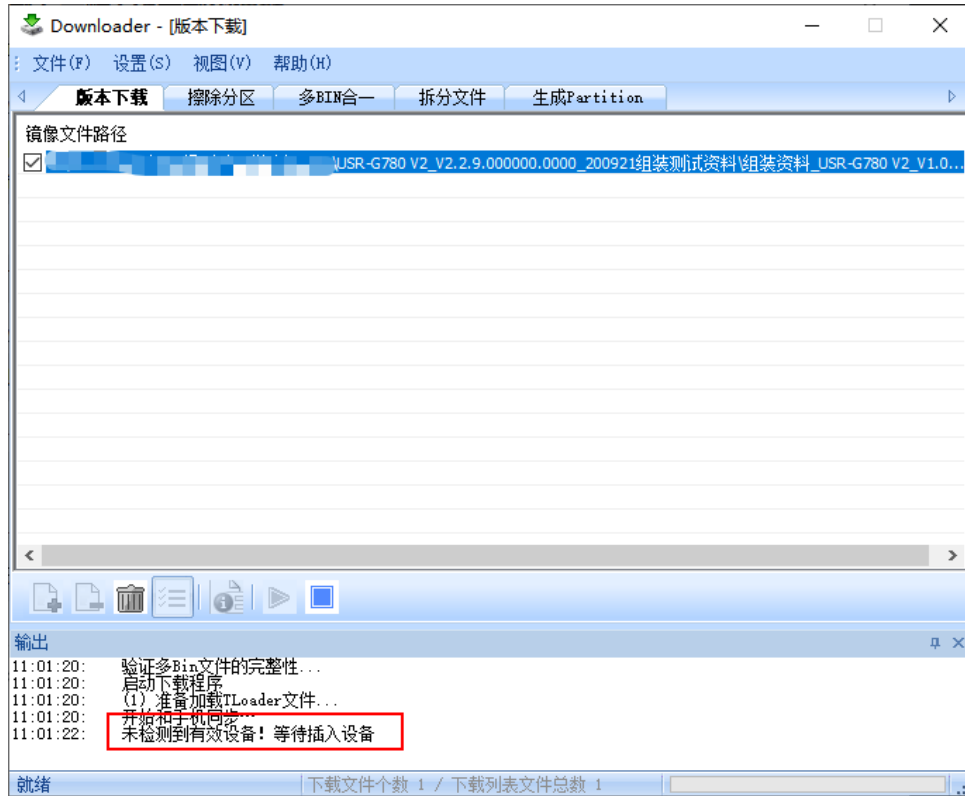 Downloader - [版本下载]
文件(F) 设置(S) 视图(V) 帮助(H)
版本下载 擦除分区 多BIN合一 拆分文件 生成Partition
镜像文件路径
\USR-G780 V2_V2.2.9.000000.0000_200921组装测试资料\组装资料_USR-G780 V2_V1.0...
输出
11:01:20: 验证多Bin文件的完整性...
11:01:20: 启动下载程序
11:01:20: (1) 准备加载TLoader文件...
11:01:20: 开始和手机同步...
11:01:22: 未检测到有效设备! 等待插入设备
就绪
下载文件个数 1 / 下载列表文件总数 1